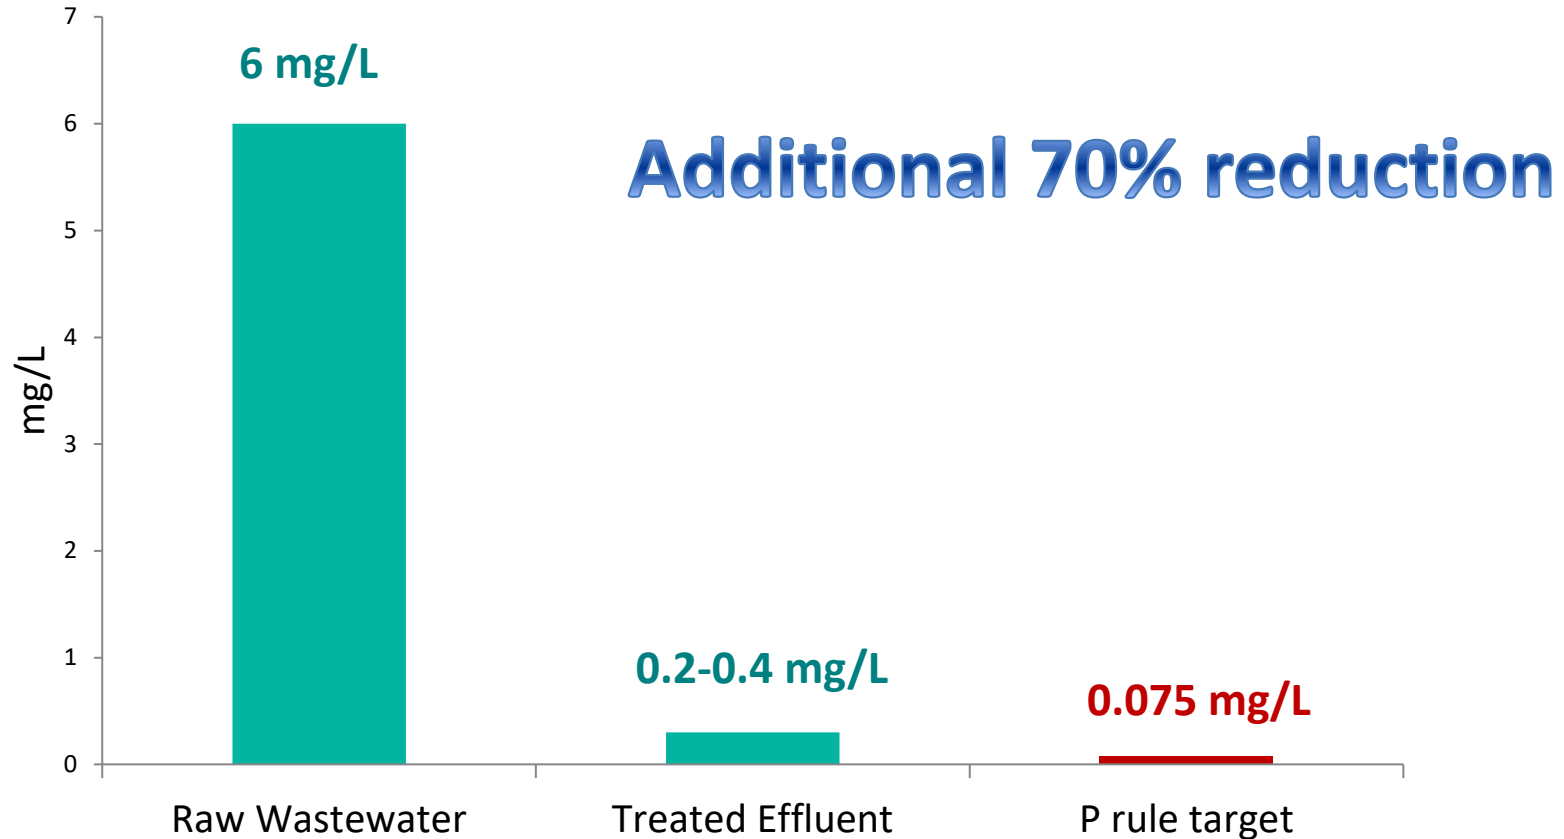 7
6 mg/L
6
Additional 70% reduction
5
4
mg/L
3
2
1
0.2-0.4 mg/L
0.075 mg/L
0
Raw Wastewater
Treated Effluent
P rule target